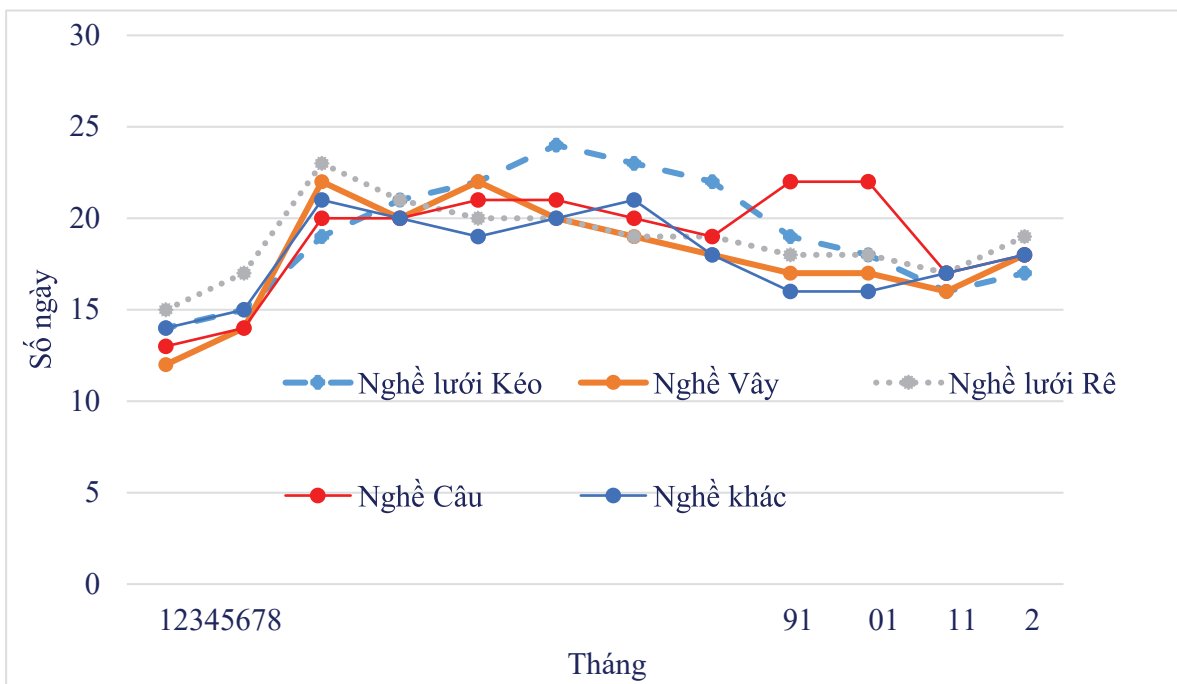 30
25
20
15
10
5
0
Số ngày
Nghề lưới Kéo Nghề Vây Nghề lưới Rê
Nghề Câu Nghề khác
12345678 91 01 11 2
Tháng